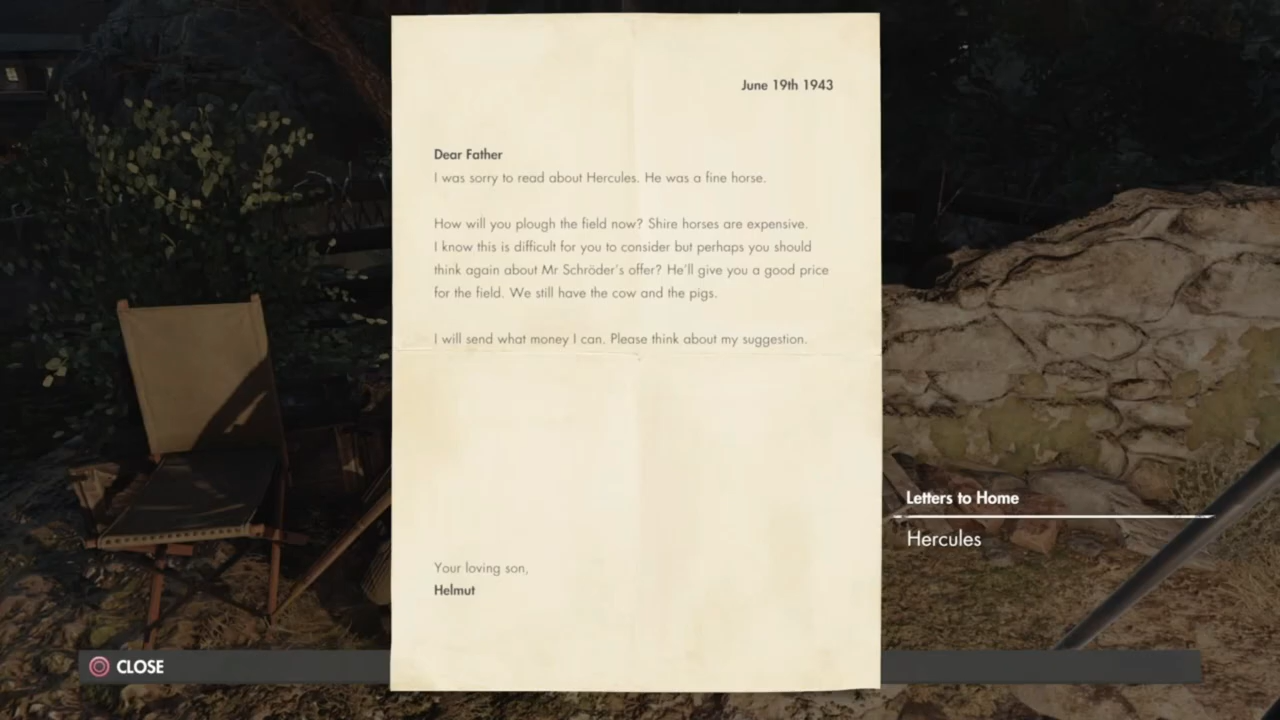 June 19th 1943
Dear Father
I was sorry to read about Hercules. He was a fine horse.
How will you plough the field now? Shire horses are expensive.
I know this is difficult for you to consider but perhaps you should
think again about Mr Schröder's offer? He'll give you a good price
for the field. We still have the cow and the pigs.
I will send what money I can. Please think about my suggestion.
Your loving son,
Helmut
Letters to Home
Hercules
CLOSE